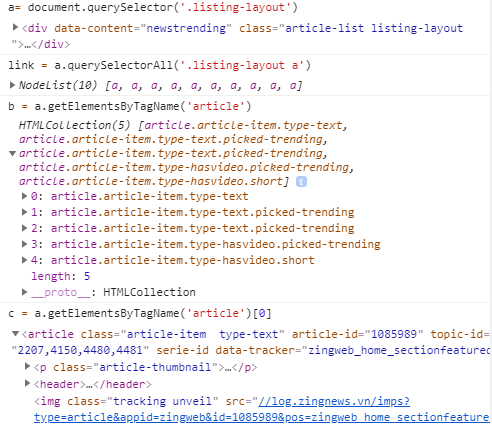 a= document.querySelector('.listing-layout')
<div data-content="newstrending" class="article-list listing-layout
">…</div>
link = a.querySelectorAll('.listing-layout a')
NodeList(10) [a, a, a, a, a, a, a, a, a, a]
b = a.getElementsByTagName('article')
HTMLCollection(5) [article.article-item.type-text,
article.article-item.type-text.picked-trending,
article.article-item.type-text.picked-trending,
article.article-item.type-hasvideo.picked-trending,
article.article-item.type-hasvideo.short] i
0: article.article-item.type-text
1: article.article-item.type-text.picked-trending
2: article.article-item.type-text.picked-trending
3: article.article-item.type-hasvideo.picked-trending
4: article.article-item.type-hasvideo.short
length: 5
__proto__: HTMLCollection
c = a.getElementsByTagName('article')[0]
<article class="article-item  type-text" article-id="1085989" topic-id=
"2207,4150,4480,4481" serie-id data-tracker="zingweb_home_sectionfeatured
<p class="article-thumbnail">…</p>
<header>…</header>
<img class="tracking unveil" src="//log.zingnews.vn/imps?
type=article&appid=zingweb&id=1085989&pos=zingweb_home_sectionfeatured